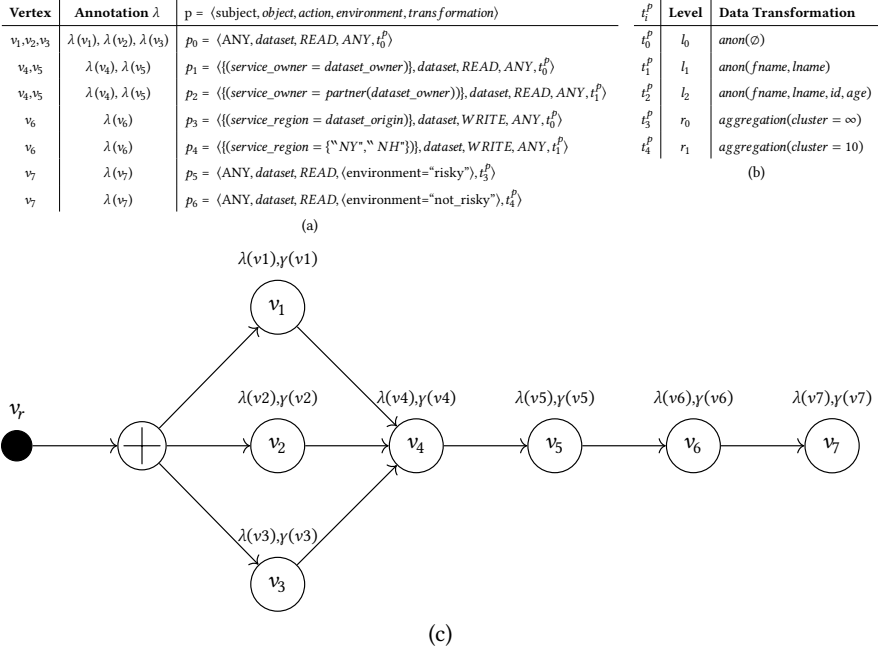 Vertex Annotation λ p = ⟨subject, object, action, environment, transformation⟩
v₁,v₂,v₃ λ(v₁), λ(v₂), λ(v₃) p₀ = ⟨ANY, dataset, READ, ANY, t₀ᵖ⟩
v₄,v₅ λ(v₄), λ(v₅) p₁ = ⟨{(service_owner = dataset_owner)}, dataset, READ, ANY, t₀ᵖ⟩
v₄,v₅ λ(v₄), λ(v₅) p₂ = ⟨{(service_owner = partner(dataset_owner))}, dataset, READ, ANY, t₁ᵖ⟩
v₆ λ(v₆) p₃ = ⟨{(service_region = dataset_origin)}, dataset, WRITE, ANY, t₀ᵖ⟩
v₆ λ(v₆) p₄ = ⟨{(service_region = {“NY",“ NH"})}, dataset, WRITE, ANY, t₁ᵖ⟩
v₇ λ(v₇) p₅ = ⟨ANY, dataset, READ, ⟨environment=“risky”⟩, t₃ᵖ⟩
v₇ λ(v₇) p₆ = ⟨ANY, dataset, READ, ⟨environment=“not_risky”⟩, t₄ᵖ⟩
(a)
tᵢᵖ Level Data Transformation
t₀ᵖ l₀ anon(∅)
t₁ᵖ l₁ anon(fname, lname)
t₂ᵖ l₂ anon(fname, lname, id, age)
t₃ᵖ r₀ aggregation(cluster = ∞)
t₄ᵖ r₁ aggregation(cluster = 10)
(b)
λ(v1),γ(v1)
v₁
vᵣ
λ(v2),γ(v2)
v₂
λ(v4),γ(v4)
v₄
λ(v5),γ(v5)
v₅
λ(v6),γ(v6)
v₆
λ(v7),γ(v7)
v₇
λ(v3),γ(v3)
v₃
(c)